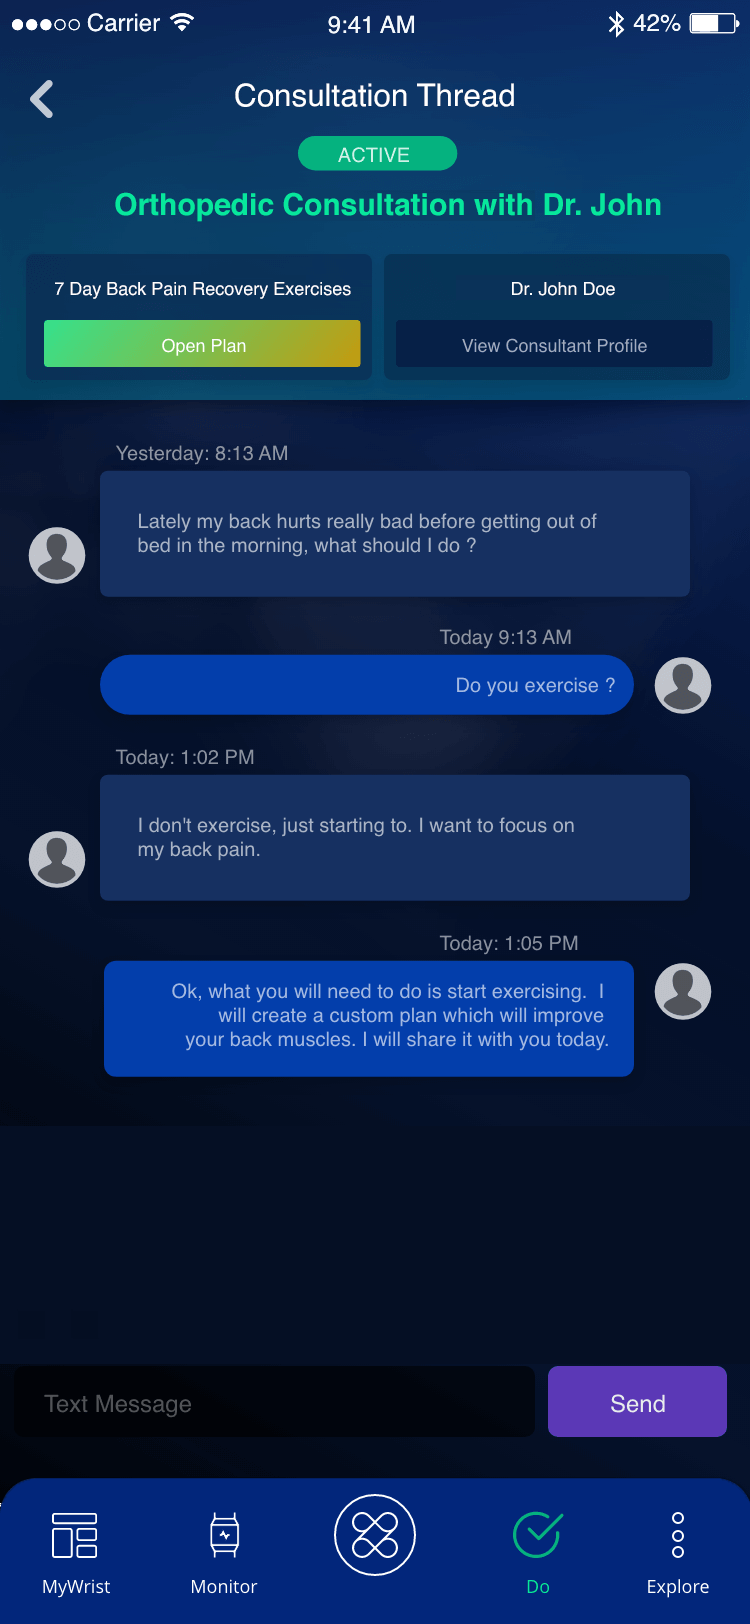 Carrier 9:41 AM 42%
Consultation Thread
ACTIVE
Orthopedic Consultation with Dr. John
7 Day Back Pain Recovery Exercises
Open Plan
Dr. John Doe
View Consultant Profile
Yesterday: 8:13 AM
Lately my back hurts really bad before getting out of
bed in the morning, what should I do ?
Today 9:13 AM
Do you exercise ?
Today: 1:02 PM
I don't exercise, just starting to. I want to focus on
my back pain.
Today: 1:05 PM
Ok, what you will need to do is start exercising.  I
will create a custom plan which will improve
your back muscles. I will share it with you today.
Text Message
Send
MyWrist
Monitor
Do
Explore